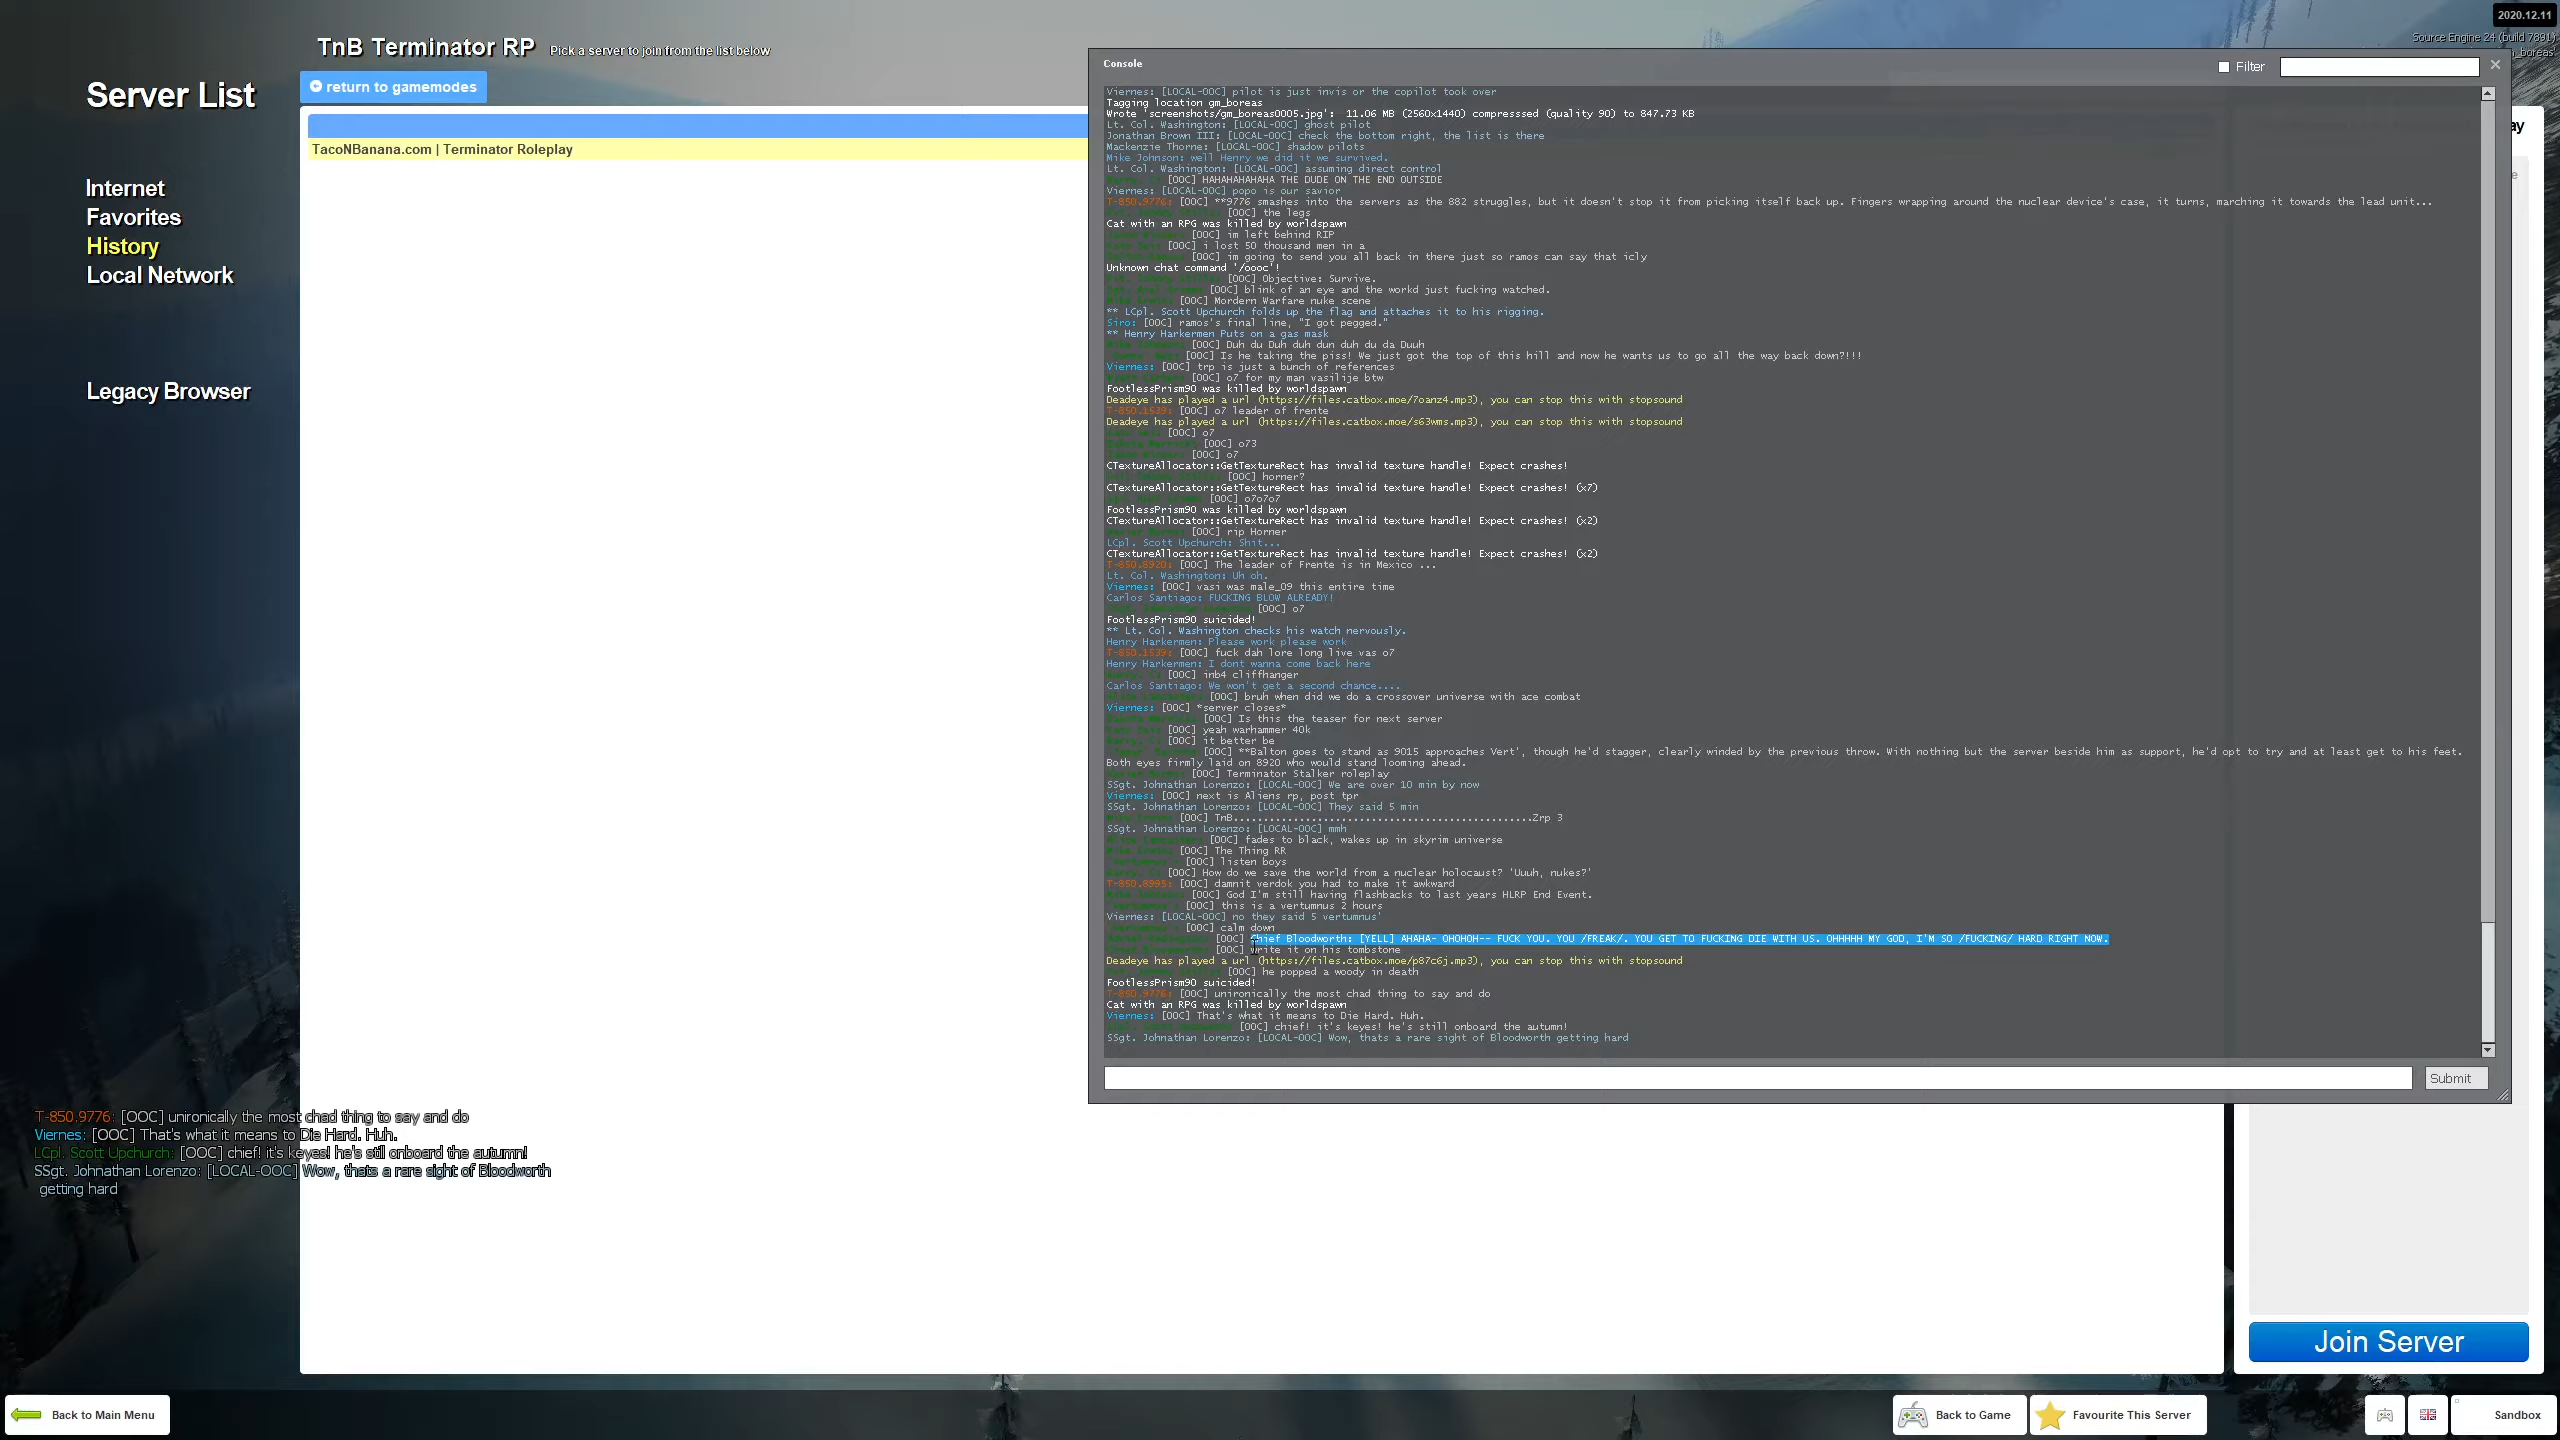 2020.12.11
Source Engine 24 (build 7891)
TnB Terminator RP Pick a server to join from the list below
return to gamemodes
Server List
Internet
Favorites
History
Local Network
Legacy Browser
TacoNBanana.com | Terminator Roleplay
Console
Filter
Viernes: [LOCAL-OOC] pilot is just invis or the copilot took over
Tagging location gm_boreas
Wrote 'screenshots/gm_boreas0005.jpg': 11.06 MB (2560x1440) compresssed (quality 90) to 847.73 KB
Lt. Col. Washington: [LOCAL-OOC] ghost pilot
Jonathan Brown III: [LOCAL-OOC] check the bottom right, the list is there
Mackenzie Thorne: [LOCAL-OOC] shadow pilots
Mike Johnson: well Henry we did it we survived.
Lt. Col. Washington: [LOCAL-OOC] assuming direct control
[OOC] HAHAHAHAHAHA THE DUDE ON THE END OUTSIDE
Viernes: [LOCAL-OOC] popo is our savior
T-850.9776: [OOC] **9776 smashes into the servers as the 882 struggles, but it doesn't stop it from picking itself back up. Fingers wrapping around the nuclear device's case, it turns, marching it towards the lead unit...
[OOC] the legs
Cat with an RPG was killed by worldspawn
[OOC] im left behind RIP
[OOC] i lost 50 thousand men in a
[OOC] im going to send you all back in there just so ramos can say that icly
Unknown chat command '/oooc'!
[OOC] Objective: Survive.
[OOC] blink of an eye and the workd just fucking watched.
[OOC] Mordern Warfare nuke scene
** LCpl. Scott Upchurch folds up the flag and attaches it to his rigging.
Siro: [OOC] ramos's final line, "I got pegged."
** Henry Harkermen Puts on a gas mask
[OOC] Duh du Duh duh dun duh du da Duuh
[OOC] Is he taking the piss! We just got the top of this hill and now he wants us to go all the way back down?!!!
Viernes: [OOC] trp is just a bunch of references
[OOC] o7 for my man vasilije btw
FootlessPrism90 was killed by worldspawn
Deadeye has played a url (https://files.catbox.moe/7oanz4.mp3), you can stop this with stopsound
T-850.1539: [OOC] o7 leader of frente
Deadeye has played a url (https://files.catbox.moe/s63wms.mp3), you can stop this with stopsound
[OOC] o7
[OOC] o73
[OOC] o7
CTextureAllocator::GetTextureRect has invalid texture handle! Expect crashes!
[OOC] horner?
CTextureAllocator::GetTextureRect has invalid texture handle! Expect crashes! (x7)
[OOC] o7o7o7
FootlessPrism90 was killed by worldspawn
CTextureAllocator::GetTextureRect has invalid texture handle! Expect crashes! (x2)
[OOC] rip Horner
LCpl. Scott Upchurch: Shit...
CTextureAllocator::GetTextureRect has invalid texture handle! Expect crashes! (x2)
T-850.8920: [OOC] The leader of Frente is in Mexico ...
Lt. Col. Washington: Uh oh.
Viernes: [OOC] vasi was male_09 this entire time
Carlos Santiago: FUCKING BLOW ALREADY!
[OOC] o7
FootlessPrism90 suicided!
** Lt. Col. Washington checks his watch nervously.
Henry Harkermen: Please work please work
T-850.1539: [OOC] fuck dah lore long live vas o7
Henry Harkermen: I dont wanna come back here
[OOC] inb4 cliffhanger
Carlos Santiago: We won't get a second chance....
[OOC] bruh when did we do a crossover universe with ace combat
Viernes: [OOC] *server closes*
[OOC] Is this the teaser for next server
[OOC] yeah warhammer 40k
[OOC] it better be
[OOC] **Balton goes to stand as 9015 approaches Vert', though he'd stagger, clearly winded by the previous throw. With nothing but the server beside him as support, he'd opt to try and at least get to his feet.
Both eyes firmly laid on 8920 who would stand looming ahead.
[OOC] Terminator Stalker roleplay
SSgt. Johnathan Lorenzo: [LOCAL-OOC] We are over 10 min by now
Viernes: [OOC] next is Aliens rp, post tpr
SSgt. Johnathan Lorenzo: [LOCAL-OOC] They said 5 min
[OOC] TnB.................................................Zrp 3
SSgt. Johnathan Lorenzo: [LOCAL-OOC] mmh
[OOC] fades to black, wakes up in skyrim universe
[OOC] The Thing RR
[OOC] listen boys
[OOC] How do we save the world from a nuclear holocaust? 'Uuuh, nukes?'
T-850.8995: [OOC] damnit verdok you had to make it awkward
[OOC] God I'm still having flashbacks to last years HLRP End Event.
[OOC] this is a vertumnus 2 hours
Viernes: [LOCAL-OOC] no they said 5 vertumnus'
[OOC] calm down
[OOC] Chief Bloodworth: [YELL] AHAHA- OHOHOH-- FUCK YOU. YOU /FREAK/. YOU GET TO FUCKING DIE WITH US. OHHHHH MY GOD, I'M SO /FUCKING/ HARD RIGHT NOW.
[OOC] write it on his tombstone
Deadeye has played a url (https://files.catbox.moe/p87c6j.mp3), you can stop this with stopsound
[OOC] he popped a woody in death
FootlessPrism90 suicided!
T-850.9776: [OOC] unironically the most chad thing to say and do
Cat with an RPG was killed by worldspawn
Viernes: [OOC] That's what it means to Die Hard. Huh.
[OOC] chief! it's keyes! he's still onboard the autumn!
SSgt. Johnathan Lorenzo: [LOCAL-OOC] Wow, thats a rare sight of Bloodworth getting hard
Submit
T-850.9776: [OOC] unironically the most chad thing to say and do
Viernes: [OOC] That's what it means to Die Hard. Huh.
LCpl. Scott Upchurch: [OOC] chief! it's keyes! he's still onboard the autumn!
SSgt. Johnathan Lorenzo: [LOCAL-OOC] Wow, thats a rare sight of Bloodworth
getting hard
Join Server
Back to Main Menu
Back to Game
Favourite This Server
Sandbox